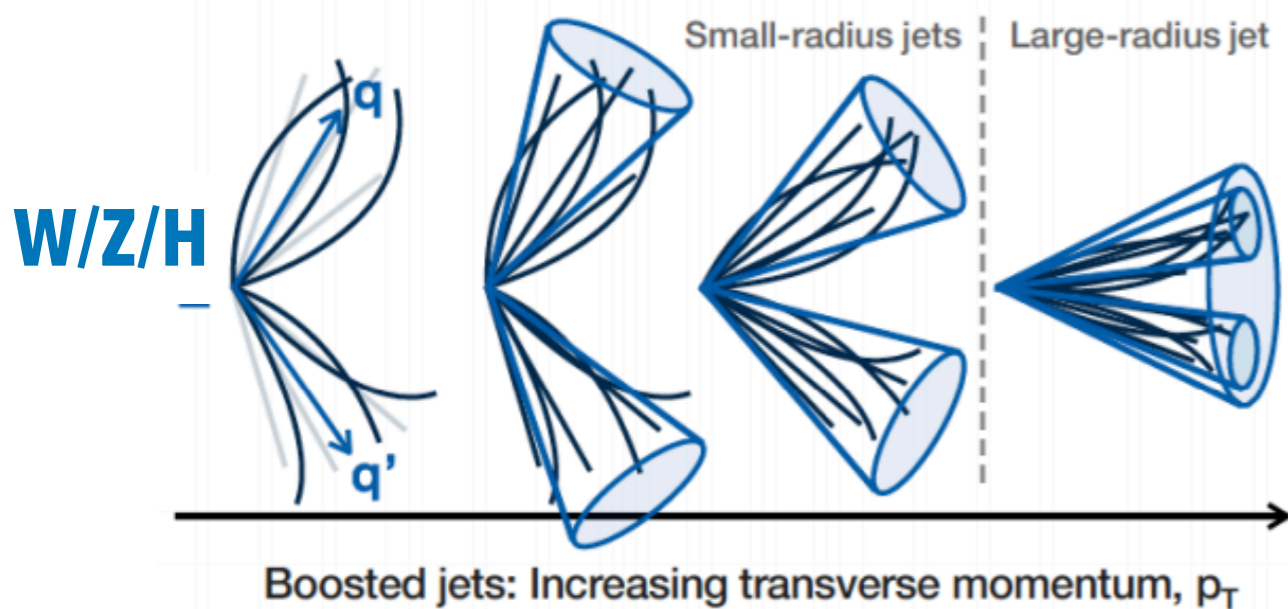 Small-radius jets
Large-radius jet
q
W/Z/H
q’
Boosted jets: Increasing transverse momentum, pT